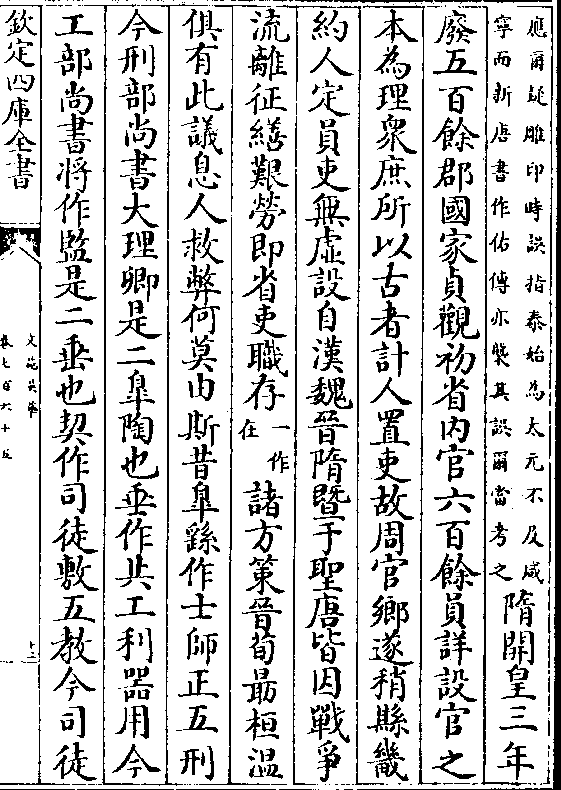 應爾疑雕印時誤指泰始為太元不及咸
寧而新唐書作佑傳亦襲其誤爾當考之
隋開皇三年
廢五百餘郡國家貞觀初省内官六百餘員詳設官之
本為理衆庶所以古者計人置吏故周官鄉遂稍縣畿
約人定員吏無虛設自漢魏晉隋曁于聖唐皆因戰爭
流離征繕艱勞即省吏職存一作在諸方策晉荀勗桓温
俱有此議息人救弊何莫由斯昔臯繇作士師正五刑
今刑部尚書大理卿是二臯陶也垂作共工利器用今
工部尚書將作監是二垂也契作司徒敷五教今司徒
欽定四庫全書
文苑英華
卷七百六十五
十三